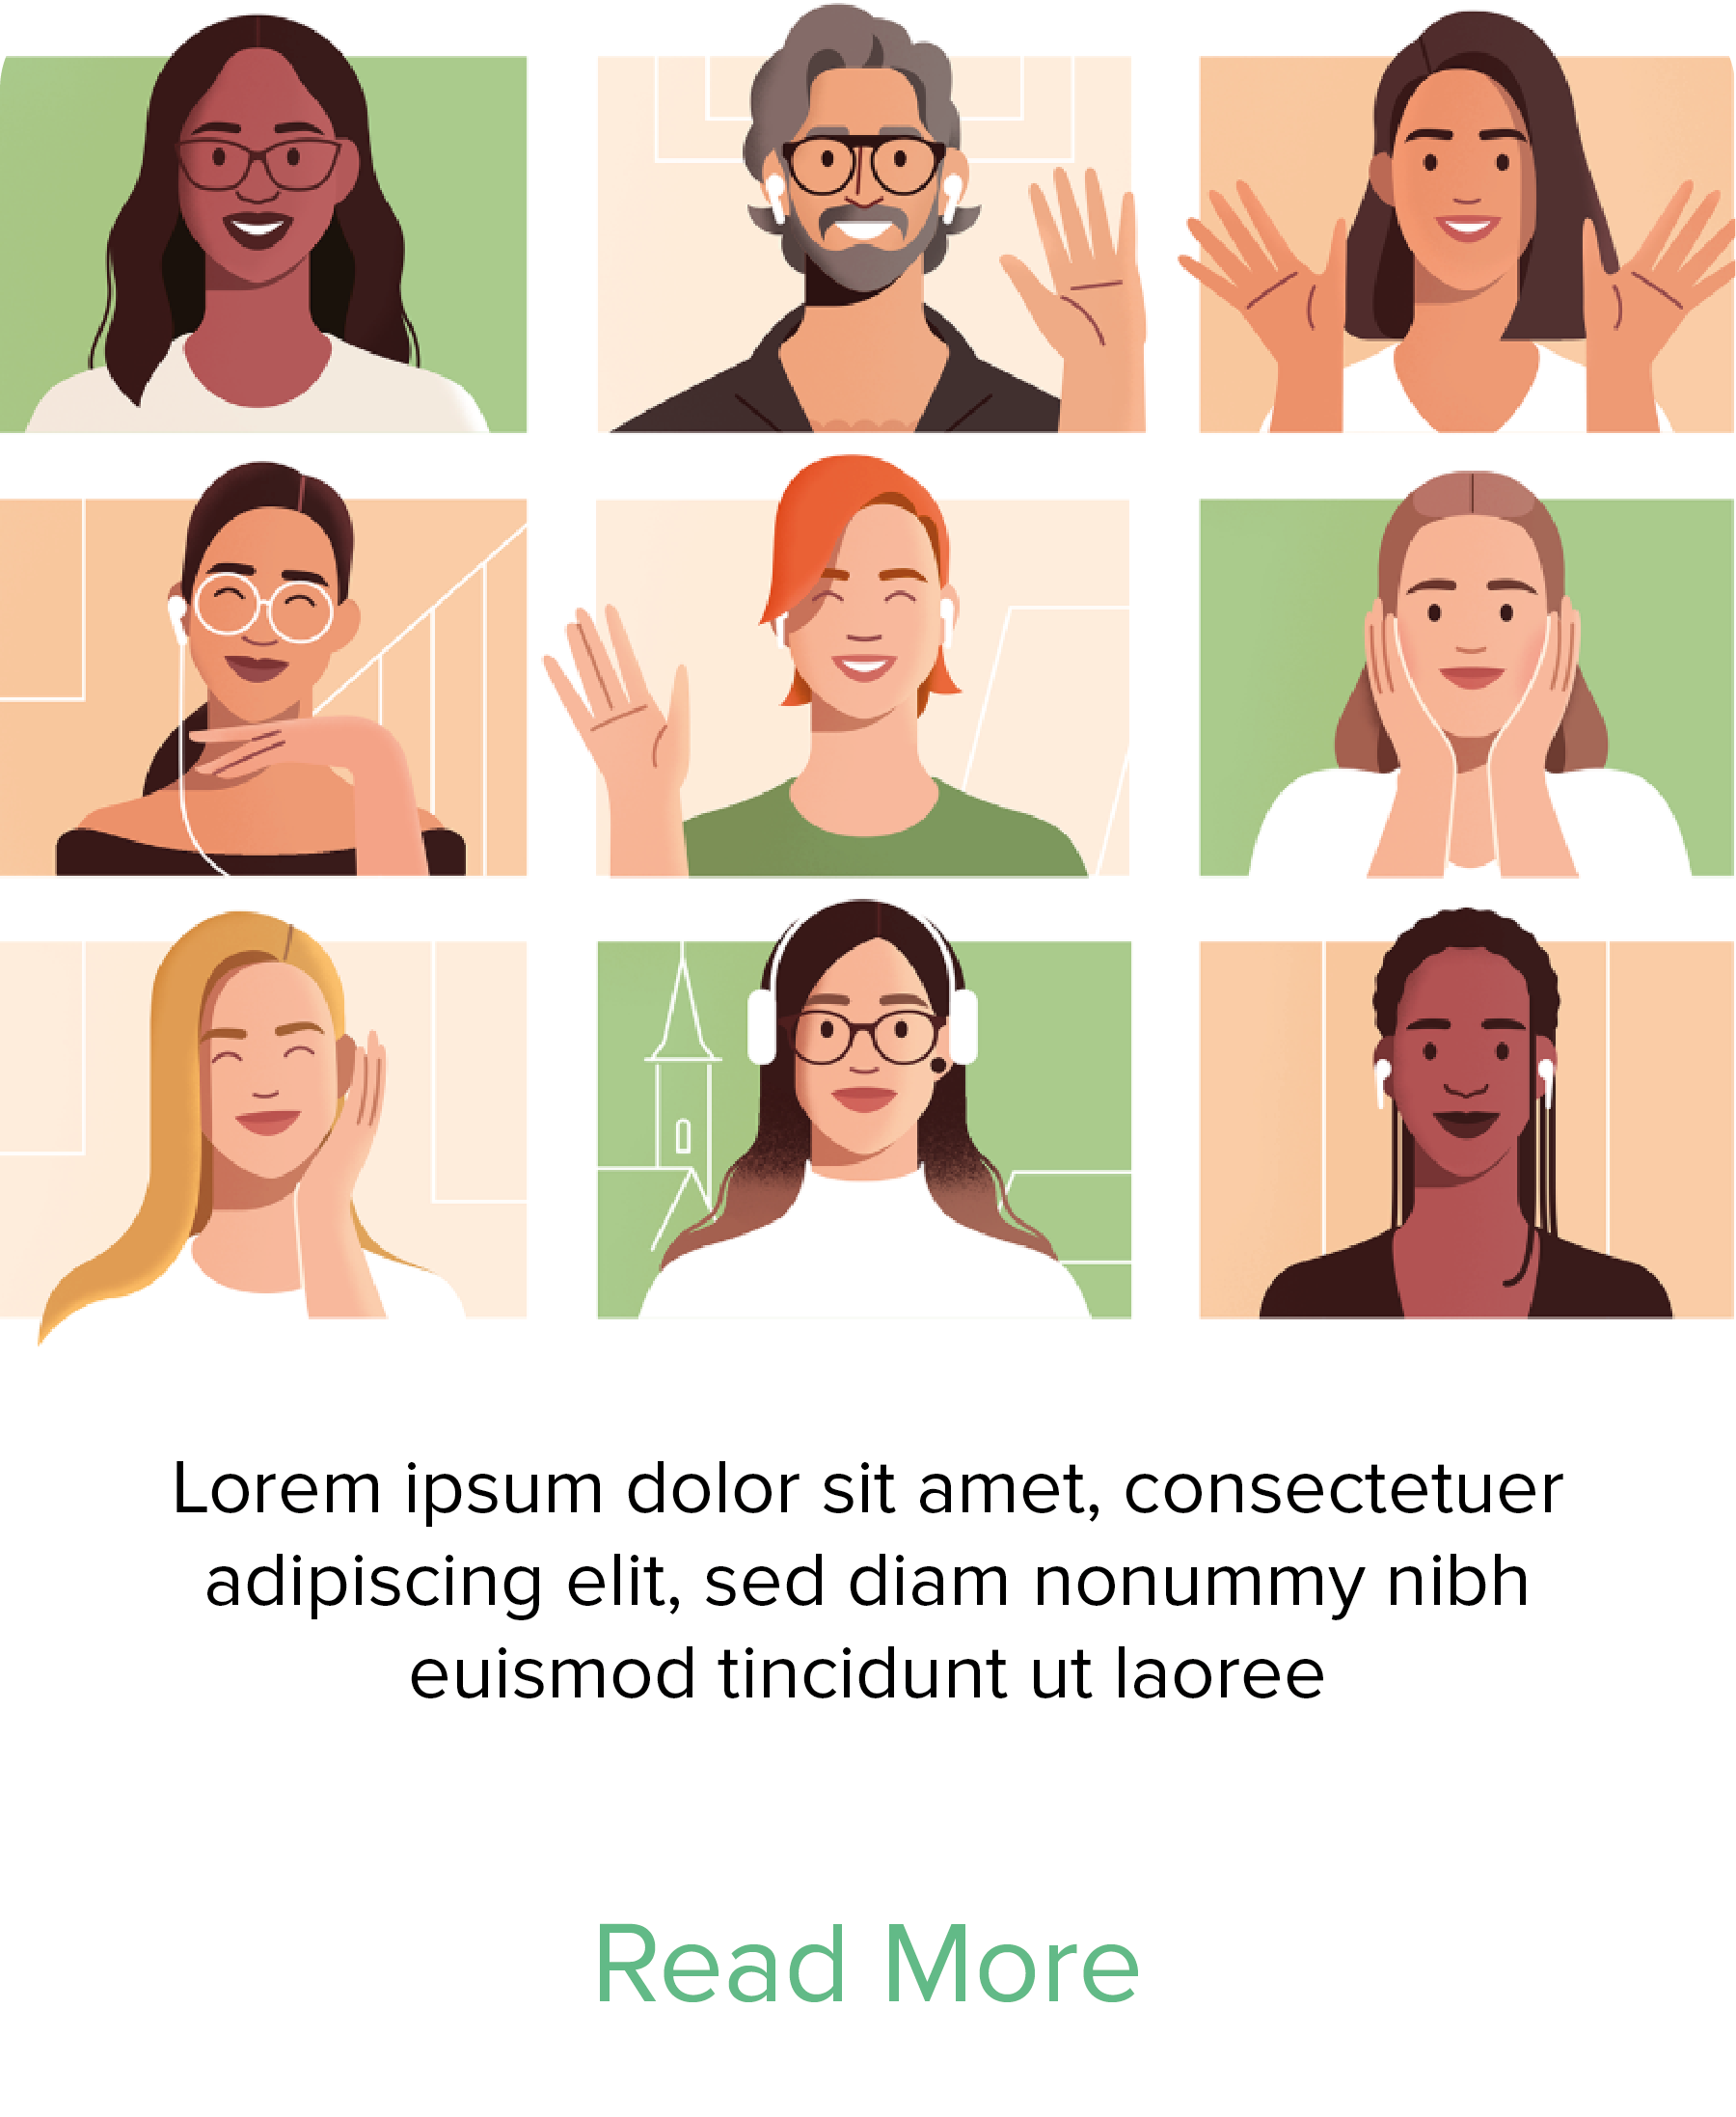 Lorem ipsum dolor sit amet, consectetuer
adipiscing elit, sed diam nonummy nibh
euismod tincidunt ut laoree
Read More